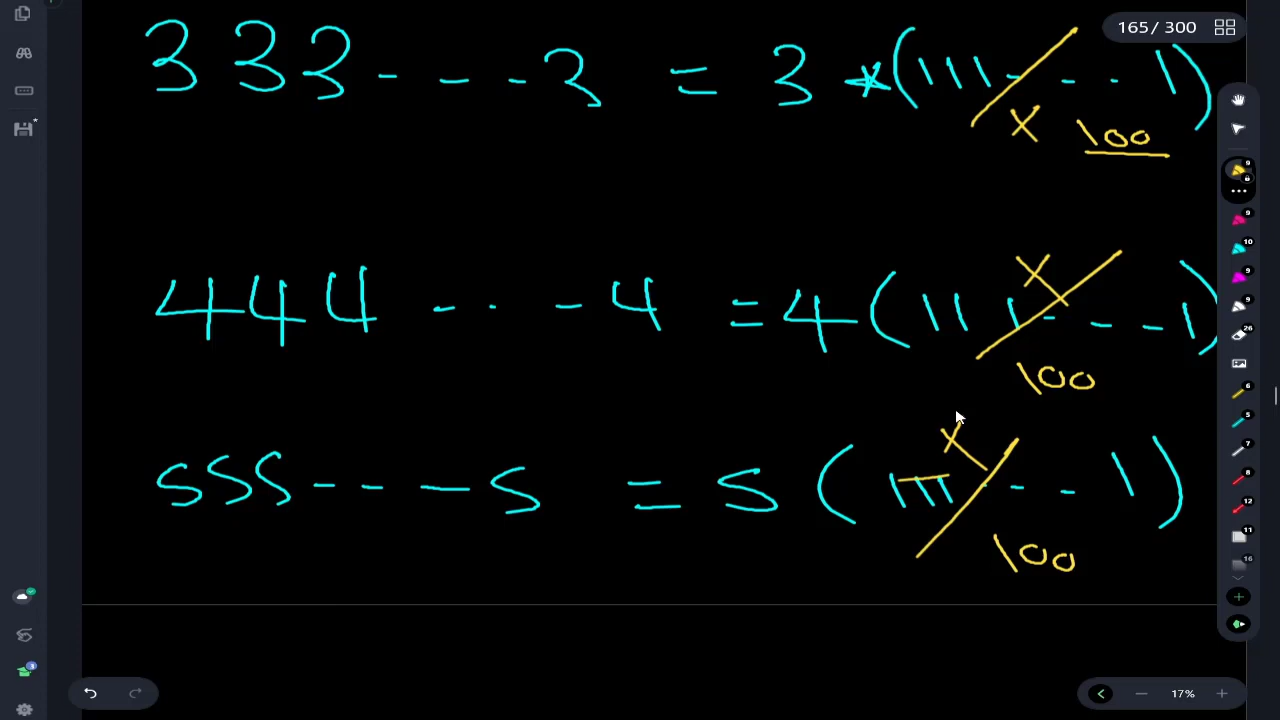 165/ 300
333- - - 3 = 3 *(111- - - 1)
x 100
444 - - - 4 = 4 (111- - - 1)
x
100
555- - - 5 = 5 (111- - - 1)
x
100
17%